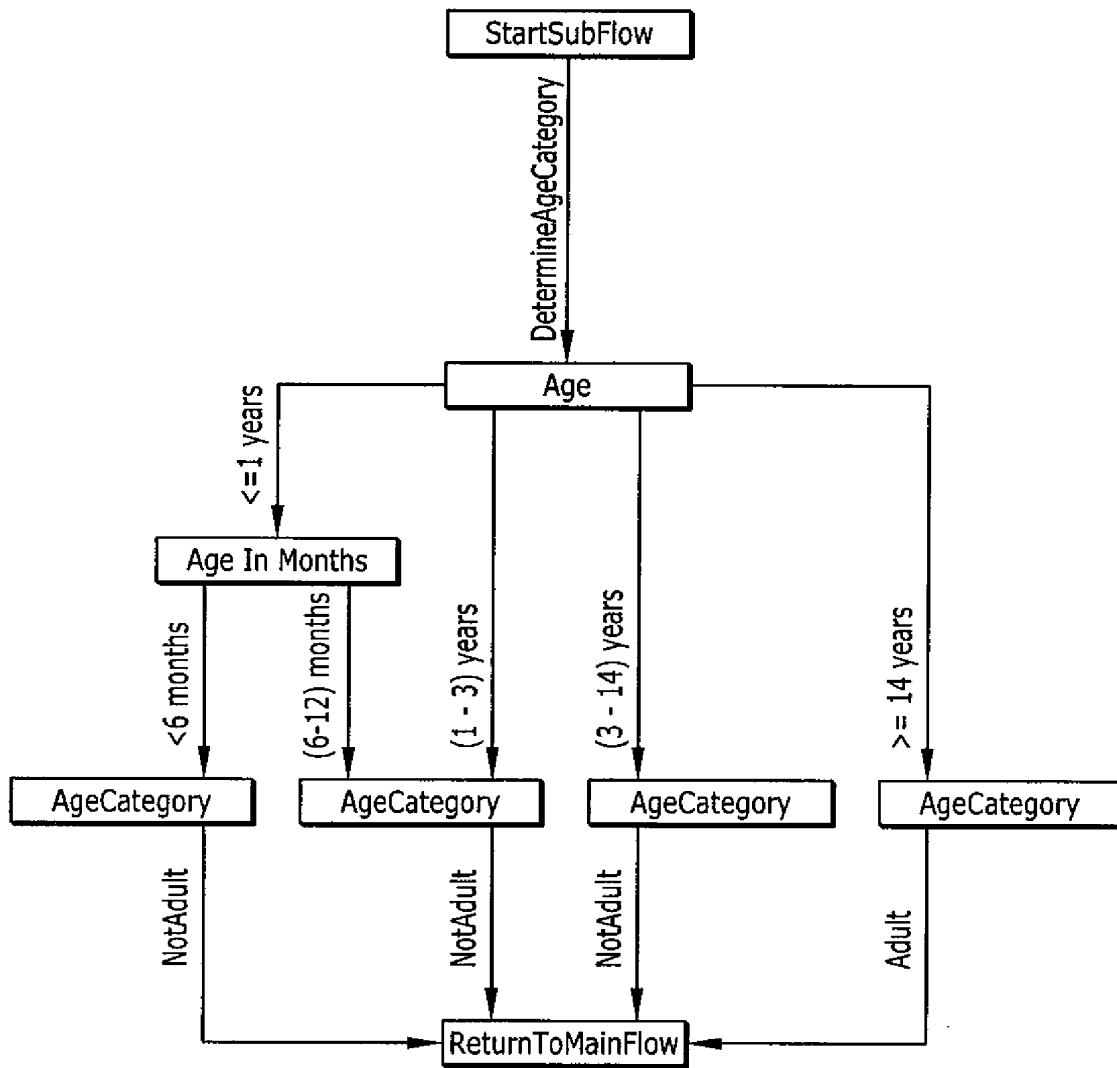 StartSubFlow
DetermineAgeCategory
Age
<=1 years
Age In Months
<6 months
(6-12) months
(1 - 3) years
(3 - 14) years
>= 14 years
AgeCategory
AgeCategory
AgeCategory
AgeCategory
NotAdult
NotAdult
NotAdult
Adult
ReturnToMainFlow